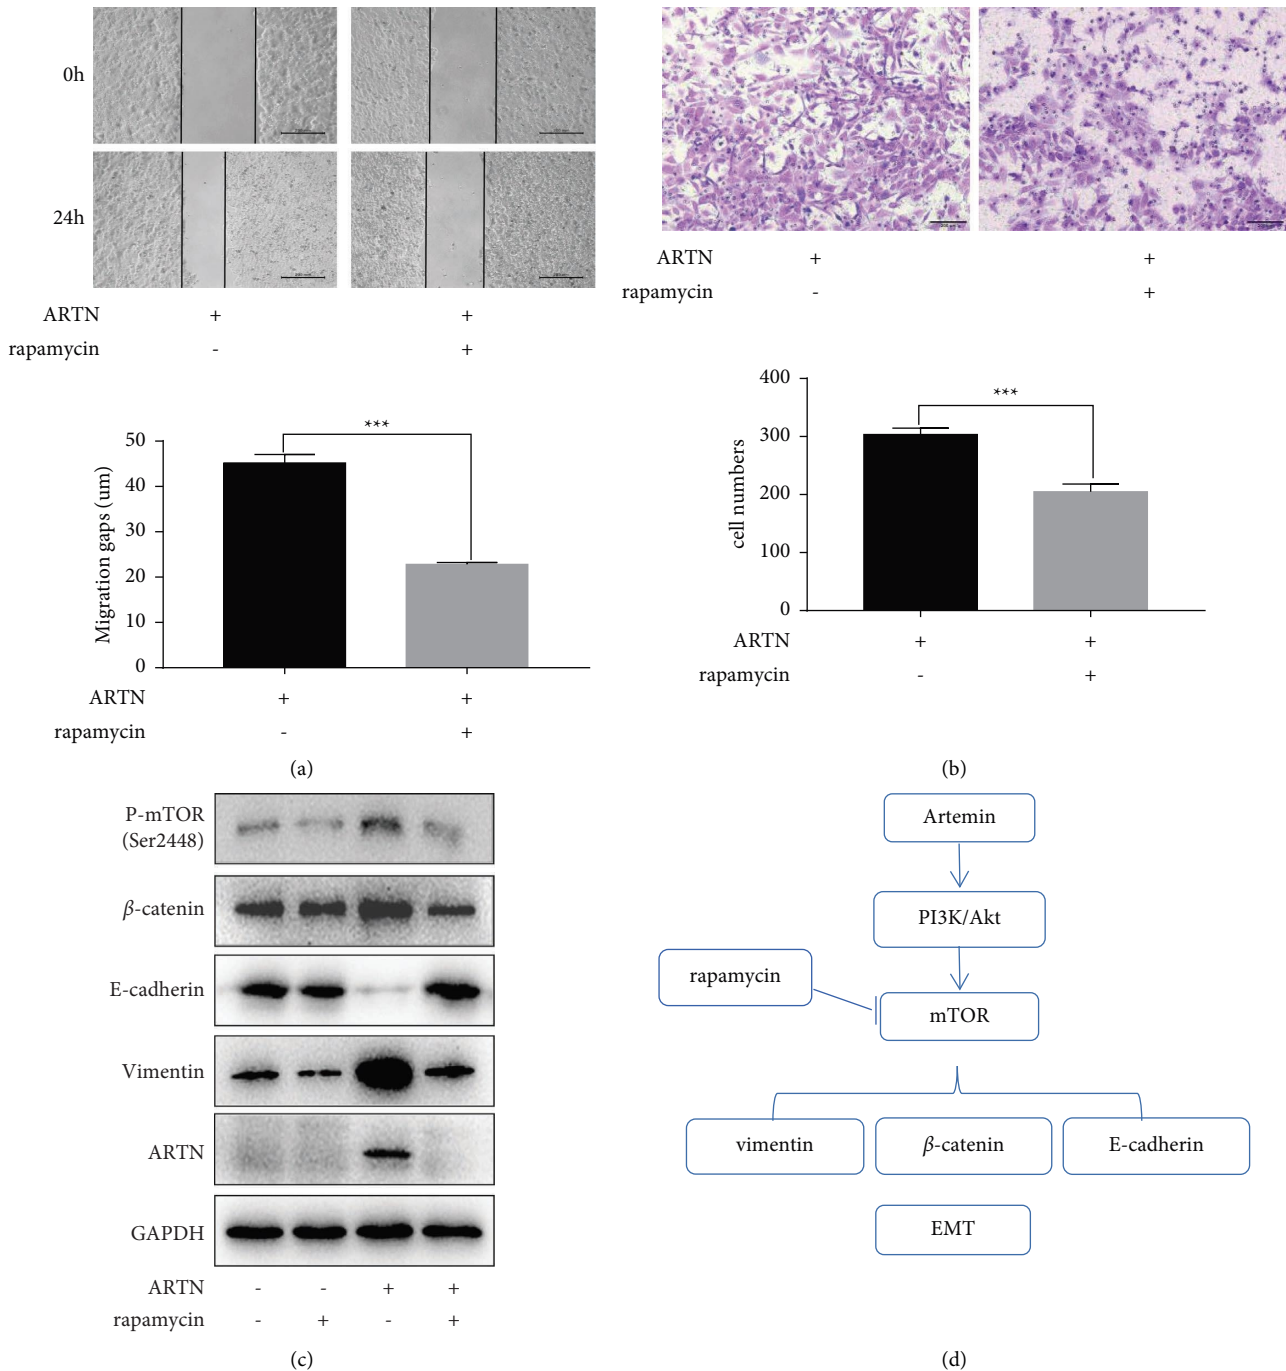 0h
24h
ARTN + +
rapamycin - +
50
40
30
20
10
0
Migration gaps (um)
***
ARTN + +
rapamycin - +
(a)
ARTN + +
rapamycin - +
400
300
200
100
0
cell numbers
***
ARTN + +
rapamycin - +
(b)
P-mTOR
(Ser2448)
β-catenin
E-cadherin
Vimentin
ARTN
GAPDH
ARTN - - + +
rapamycin - + - +
(c)
Artemin
PI3K/Akt
rapamycin
mTOR
vimentin
β-catenin
E-cadherin
EMT
(d)